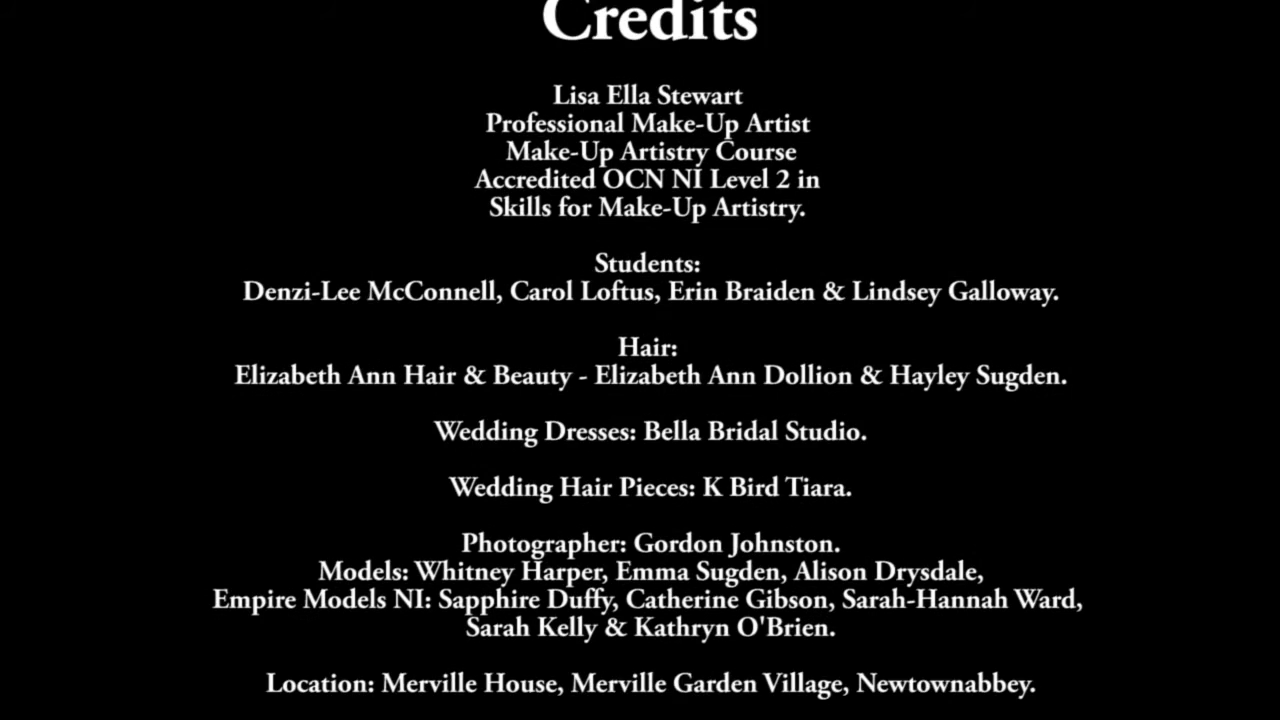 Credits
Lisa Ella Stewart
Professional Make-Up Artist
Make-Up Artistry Course
Accredited OCN NI Level 2 in
Skills for Make-Up Artistry.
Students:
Denzi-Lee McConnell, Carol Loftus, Erin Braiden & Lindsey Galloway.
Hair:
Elizabeth Ann Hair & Beauty - Elizabeth Ann Dollion & Hayley Sugden.
Wedding Dresses: Bella Bridal Studio.
Wedding Hair Pieces: K Bird Tiara.
Photographer: Gordon Johnston.
Models: Whitney Harper, Emma Sugden, Alison Drysdale,
Empire Models NI: Sapphire Duffy, Catherine Gibson, Sarah-Hannah Ward,
Sarah Kelly & Kathryn O'Brien.
Location: Merville House, Merville Garden Village, Newtownabbey.